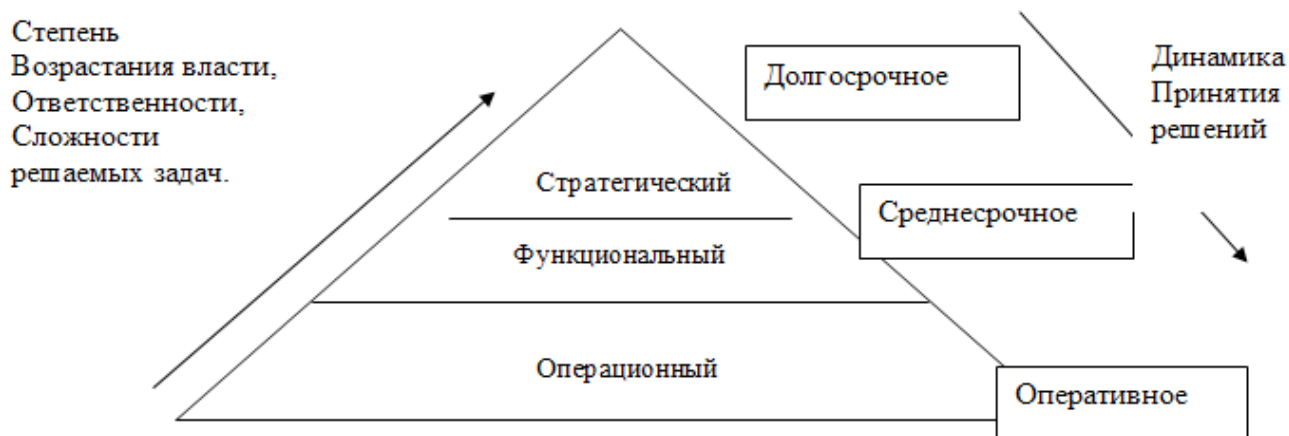 Степень
Возрастания власти,
Ответственности,
Сложности
решаемых задач.
Долгосрочное
Динамика
Принятия
решений
Стратегический
Среднесрочное
Функциональный
Операционный
Оперативное